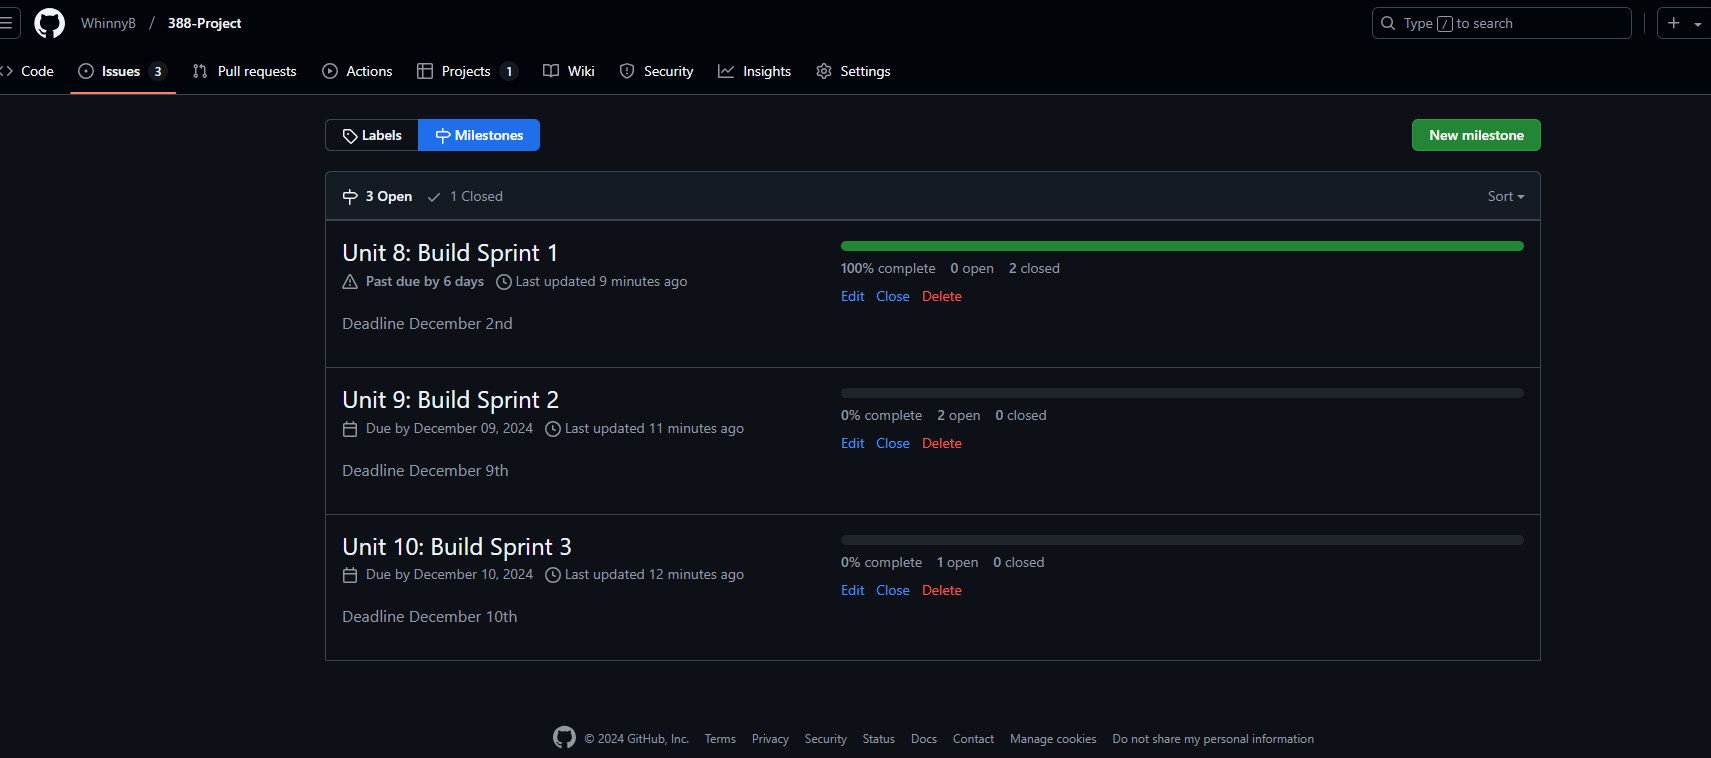 WhinnyB / 388-Project
Type / to search
Code Issues 3 Pull requests Actions Projects 1 Wiki Security Insights Settings
Labels Milestones New milestone
3 Open 1 Closed Sort
Unit 8: Build Sprint 1
Past due by 6 days Last updated 9 minutes ago
Deadline December 2nd
100% complete 0 open 2 closed
Edit Close Delete
Unit 9: Build Sprint 2
Due by December 09, 2024 Last updated 11 minutes ago
Deadline December 9th
0% complete 2 open 0 closed
Edit Close Delete
Unit 10: Build Sprint 3
Due by December 10, 2024 Last updated 12 minutes ago
Deadline December 10th
0% complete 1 open 0 closed
Edit Close Delete
© 2024 GitHub, Inc. Terms Privacy Security Status Docs Contact Manage cookies Do not share my personal information